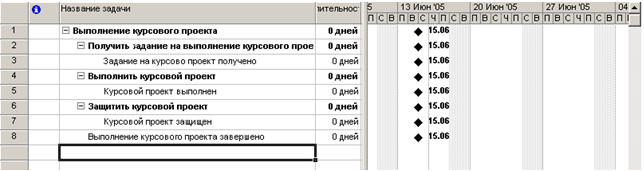 Название задачи	лительнос	5	13 Июн '05	20 Июн '05	27 Июн '05	04
П С В П В С Ч П С В П В С Ч П С В П В С Ч П С В П
1 Выполнение курсового проекта 0 дней 15.06
2 Получить задание на выполнение курсового прое 0 дней 15.06
3 Задание на курсово проект получено 0 дней 15.06
4 Выполнить курсовой проект 0 дней 15.06
5 Курсовой проект выполнен 0 дней 15.06
6 Защитить курсовой проект 0 дней 15.06
7 Курсовой проект защищен 0 дней 15.06
8 Выполнение курсового проекта завершено 0 дней 15.06